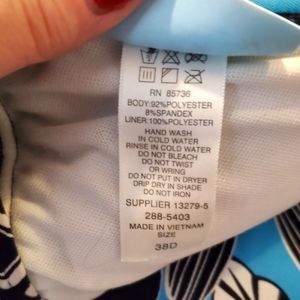 RN 85736
BODY:92%POLYESTER
8%SPANDEX
LINER:100%POLYESTER
HAND WASH
IN COLD WATER
RINSE IN COLD WATER
DO NOT BLEACH
DO NOT TWIST
OR WRING
DO NOT PUT IN DRYER
DRIP DRY IN SHADE
DO NOT IRON
SUPPLIER 13279-5
288-5403
MADE IN VIETNAM
SIZE
38D